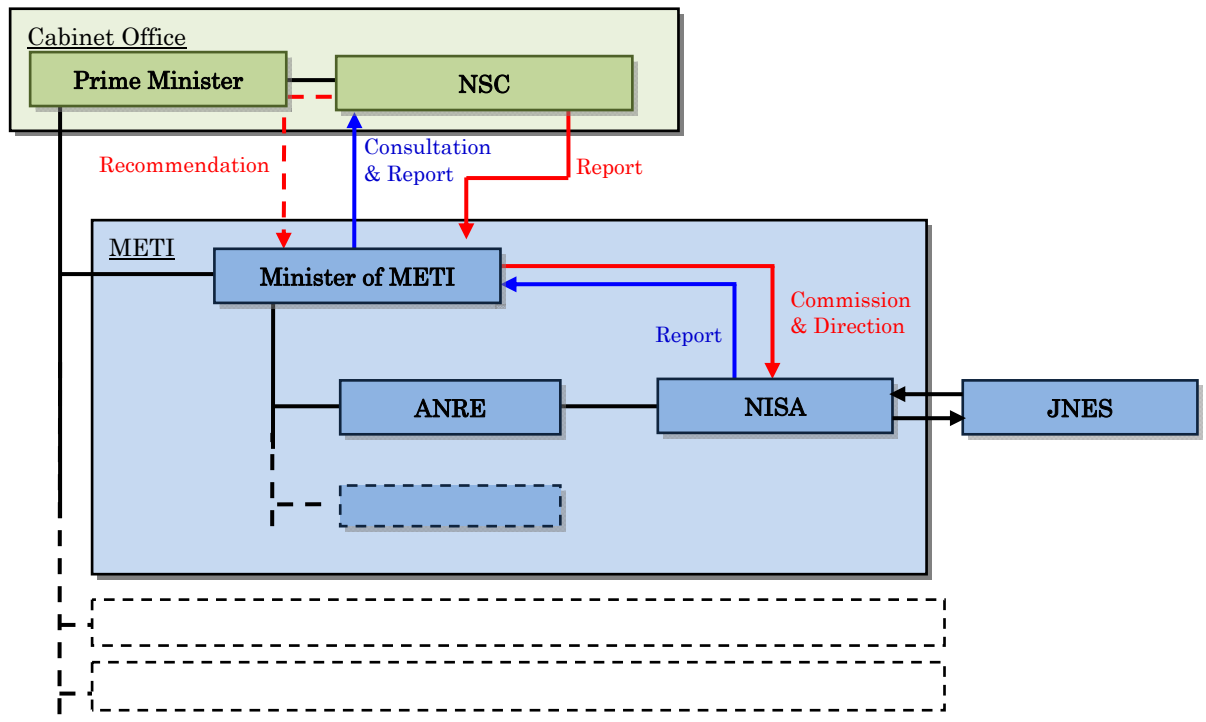 Cabinet Office
Prime Minister
NSC
Recommendation
Consultation
& Report
Report
METI
Minister of METI
Commission
& Direction
Report
ANRE
NISA
JNES